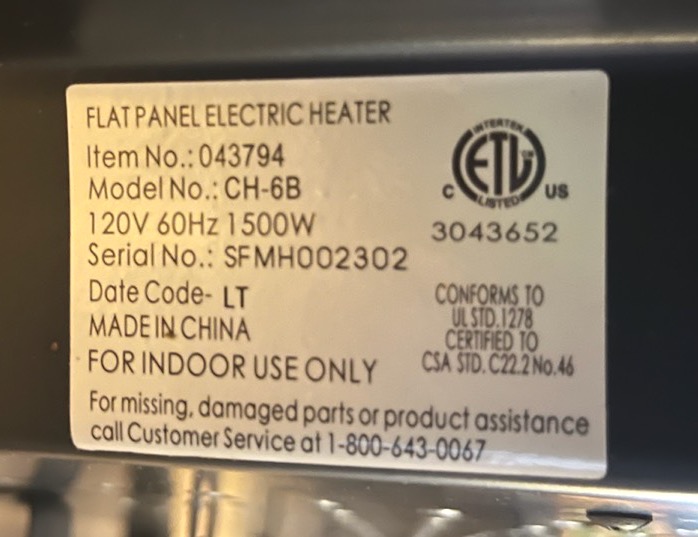 FLAT PANEL ELECTRIC HEATER
Item No.: 043794
Model No.: CH-6B
120V 60Hz 1500W
Serial No.: SFMH002302
Date Code- LT
MADE IN CHINA
FOR INDOOR USE ONLY
INTERTEK
ETL
CM
LISTED
C US
3043652
CONFORMS TO
UL STD.1278
CERTIFIED TO
CSA STD. C22.2 No.46
For missing, damaged parts or product assistance
call Customer Service at 1-800-643-0067